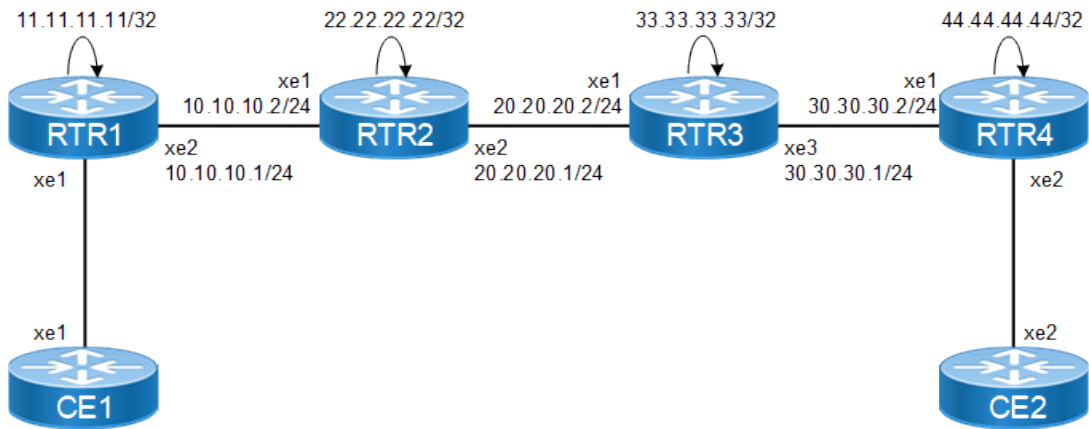 11.11.11.11/32
22.22.22.22/32
33.33.33.33/32
44.44.44.44/32
xe1
xe1
xe1
10.10.10.2/24
20.20.20.2/24
30.30.30.2/24
RTR1
RTR2
RTR3
RTR4
xe2
xe2
xe3
10.10.10.1/24
20.20.20.1/24
30.30.30.1/24
xe1
xe2
xe1
xe2
CE1
CE2